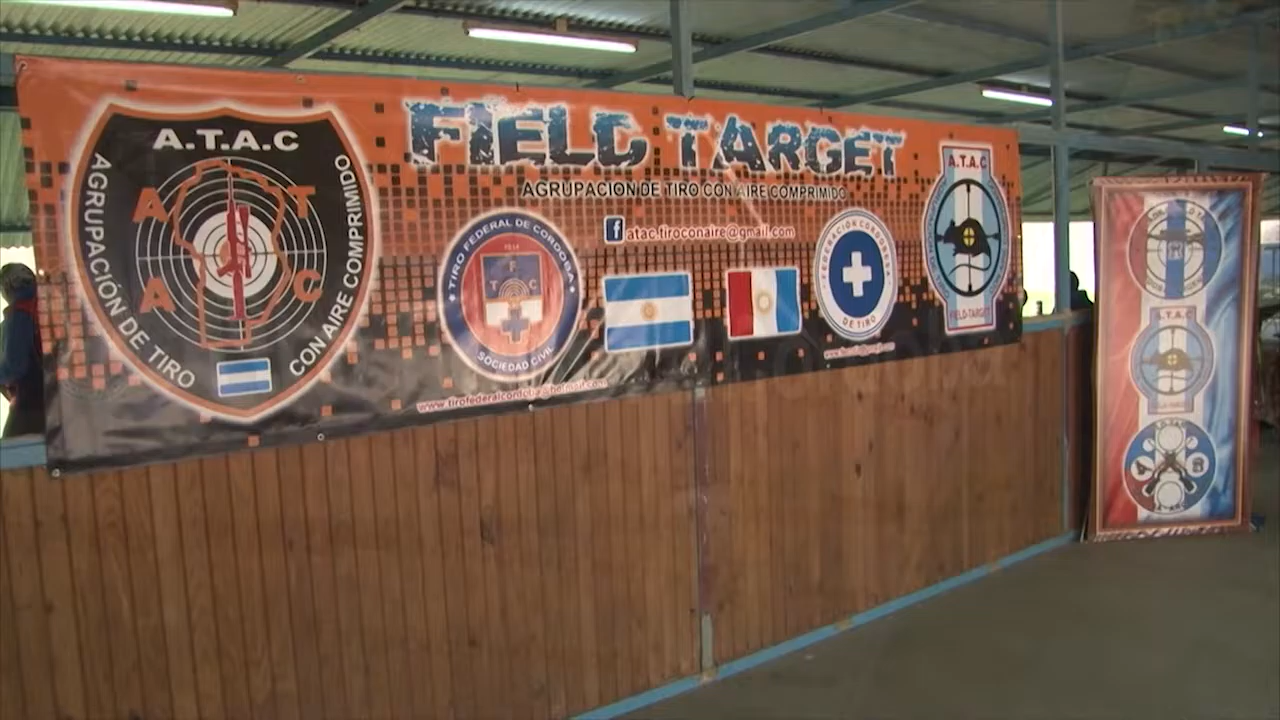 A.T.A.C
AGRUPACIÓN DE TIRO
CON AIRE COMPRIMIDO
A T
A C
FIELD TARGET
AGRUPACION DE TIRO CON AIRE COMPRIMIDO
f atac.tiroconaire@gmail.com
TIRO FEDERAL DE CORDOBA
F
T C
SOCIEDAD CIVIL
FEDERACIÓN CORDOBESA
DE TIRO
A.T.A.C
FIELD-TARGET
A.T.A.C